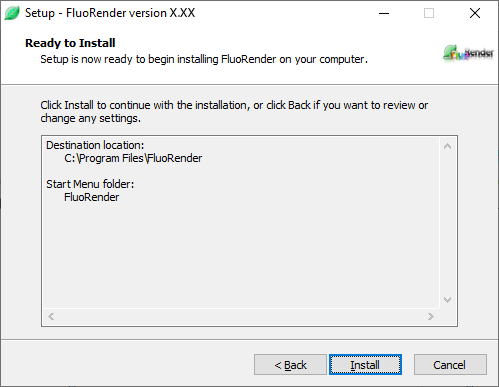 Setup - FluoRender version X.XX
Ready to Install
Setup is now ready to begin installing FluoRender on your computer.
FluoRender
Click Install to continue with the installation, or click Back if you want to review or
change any settings.
Destination location:
C:\Program Files\FluoRender
Start Menu folder:
FluoRender
< Back
Install
Cancel